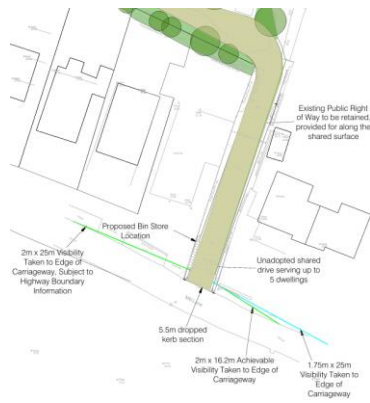 Existing Public Right
of Way to be retained,
provided for along the
shared surface
Proposed Bin Store
Location
2m x 25m Visibility
Taken to Edge of
Carriageway, Subject to
Highway Boundary
Information
Unadopted shared
drive serving up to
5 dwellings
5.5m dropped
kerb section
2m x 16.2m Achievable
Visibility Taken to Edge of
Carriageway
1.75m x 25m
Visibility Taken to
Edge of
Carriageway